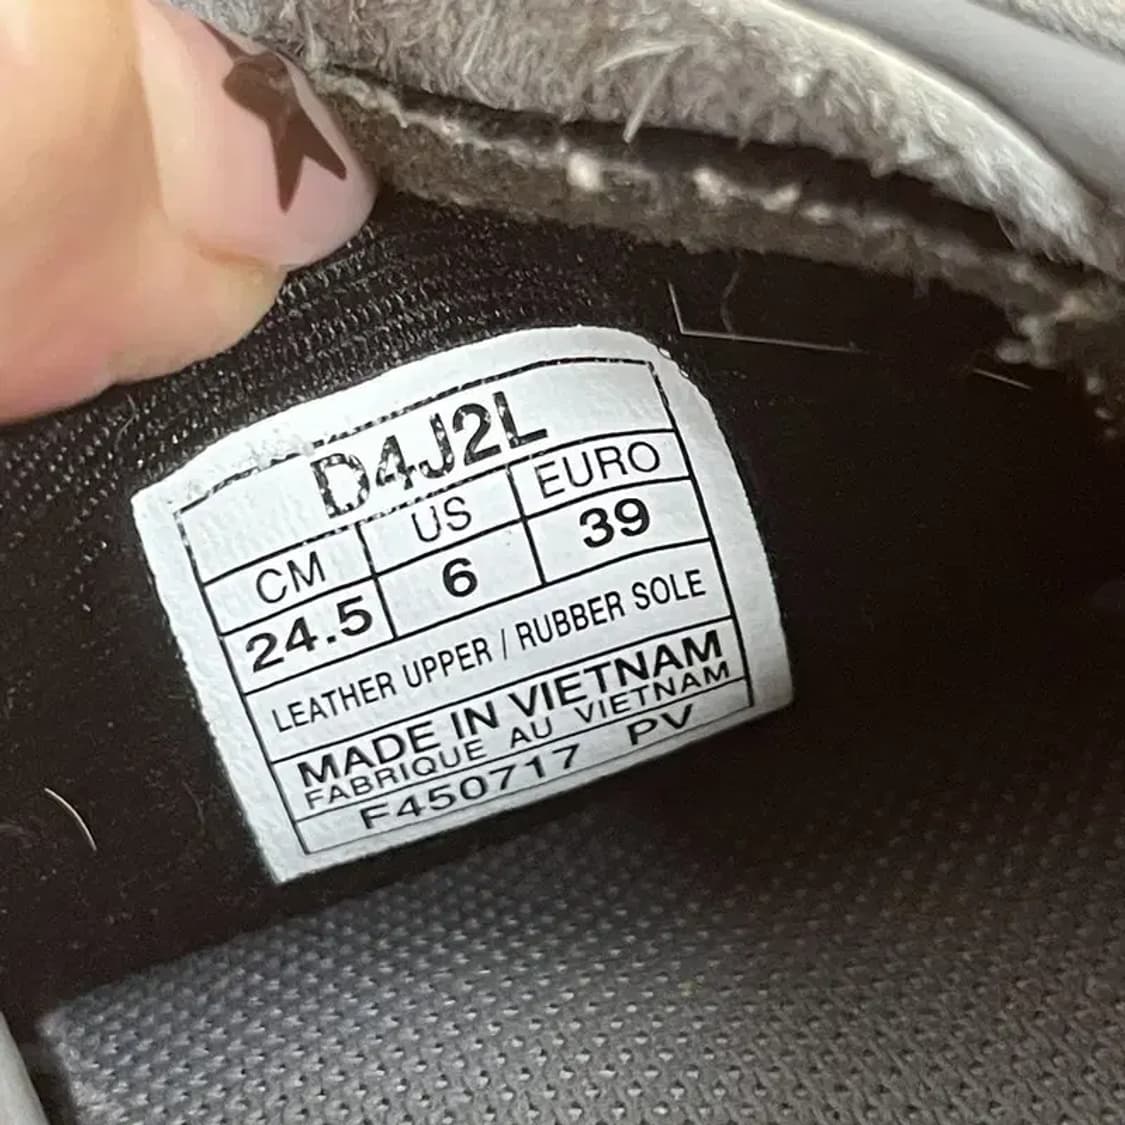 D4J2L
CM US EURO
24.5 6 39
LEATHER UPPER / RUBBER SOLE
MADE IN VIETNAM
FABRIQUE AU VIETNAM
F450717 PV